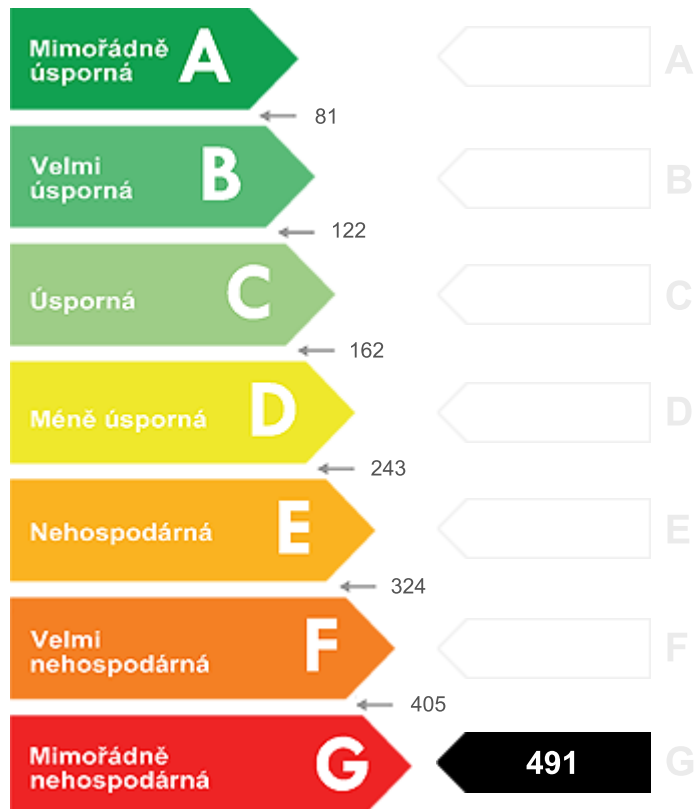 Mimořádně
úsporná
A
A
81
Velmi
úsporná
B
B
122
Úsporná
C
C
162
Méně úsporná
D
D
243
Nehospodárná
E
E
324
Velmi
nehospodárná
F
F
405
Mimořádně
nehospodárná
G
491
G